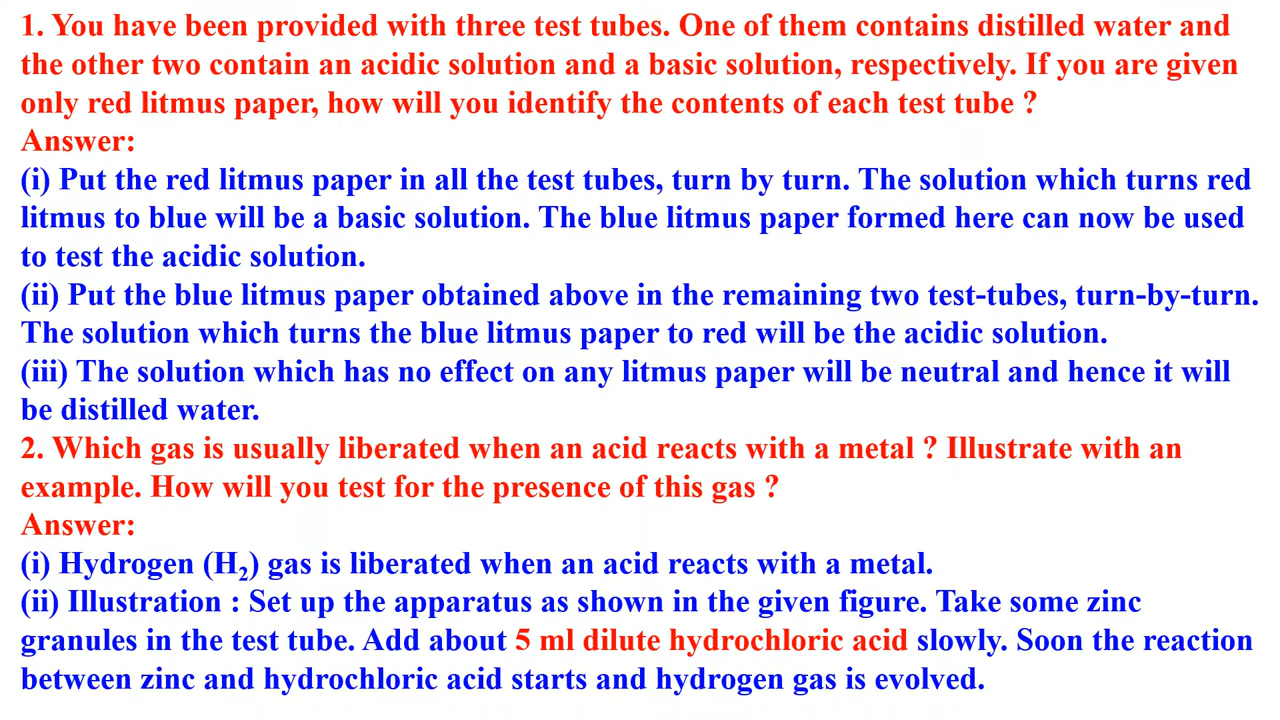 1. You have been provided with three test tubes. One of them contains distilled water and
the other two contain an acidic solution and a basic solution, respectively. If you are given
only red litmus paper, how will you identify the contents of each test tube ?
Answer:
(i) Put the red litmus paper in all the test tubes, turn by turn. The solution which turns red
litmus to blue will be a basic solution. The blue litmus paper formed here can now be used
to test the acidic solution.
(ii) Put the blue litmus paper obtained above in the remaining two test-tubes, turn-by-turn.
The solution which turns the blue litmus paper to red will be the acidic solution.
(iii) The solution which has no effect on any litmus paper will be neutral and hence it will
be distilled water.
2. Which gas is usually liberated when an acid reacts with a metal ? Illustrate with an
example. How will you test for the presence of this gas ?
Answer:
(i) Hydrogen (H₂) gas is liberated when an acid reacts with a metal.
(ii) Illustration : Set up the apparatus as shown in the given figure. Take some zinc
granules in the test tube. Add about 5 ml dilute hydrochloric acid slowly. Soon the reaction
between zinc and hydrochloric acid starts and hydrogen gas is evolved.